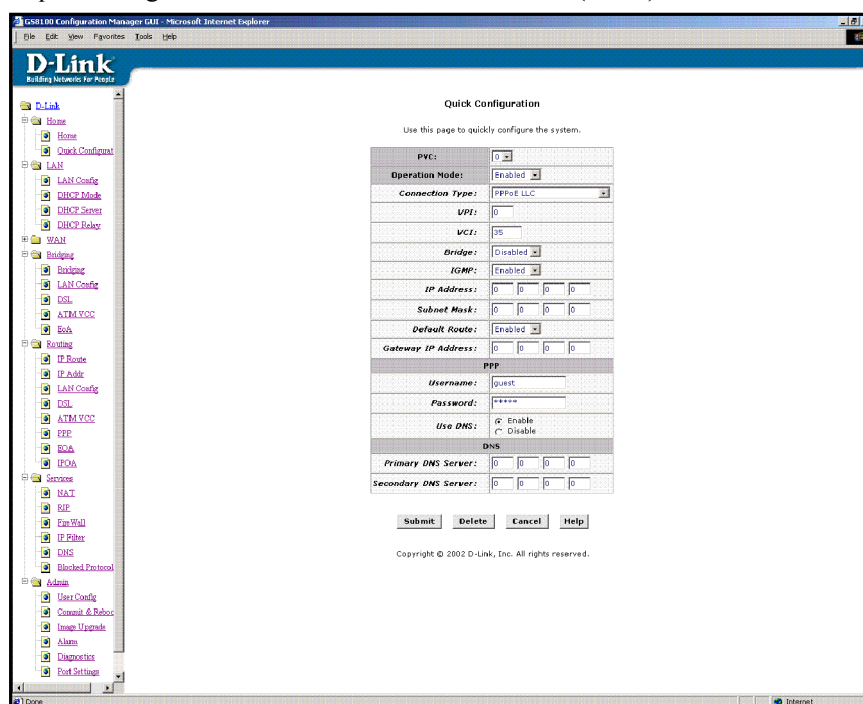 GS8100 Configuration Manager GUI - Microsoft Internet Explorer
File Edit View Favorites Tools Help
D-Link
Building Networks For People
D-Link
Home
Home
Quick Configurat
LAN
LAN Config
DHCP Mode
DHCP Server
DHCP Relay
WAN
Bridging
Bridging
LAN Config
DSL
ATM VCC
EoA
Routing
IP Route
IP Addr
LAN Config
DSL
ATM VCC
PPP
EOA
IPOA
Services
NAT
RIP
FireWall
IP Filter
DNS
Blocked Protocol
Admin
User Config
Commit & Reboo
Image Upgrade
Alarm
Diagnostics
Port Settings
Quick Configuration
Use this page to quickly configure the system.
PVC: 0
Operation Mode: Enabled
Connection Type: PPPoE LLC
VPI: 0
VCI: 35
Bridge: Disabled
IGMP: Enabled
IP Address: 0 0 0 0
Subnet Mask: 0 0 0 0
Default Route: Enabled
Gateway IP Address: 0 0 0 0
PPP
Username: guest
Password: *****
Use DNS: Enable
Disable
DNS
Primary DNS Server: 0 0 0 0
Secondary DNS Server: 0 0 0 0
Submit Delete Cancel Help
Copyright © 2002 D-Link, Inc. All rights reserved.
Done
Internet